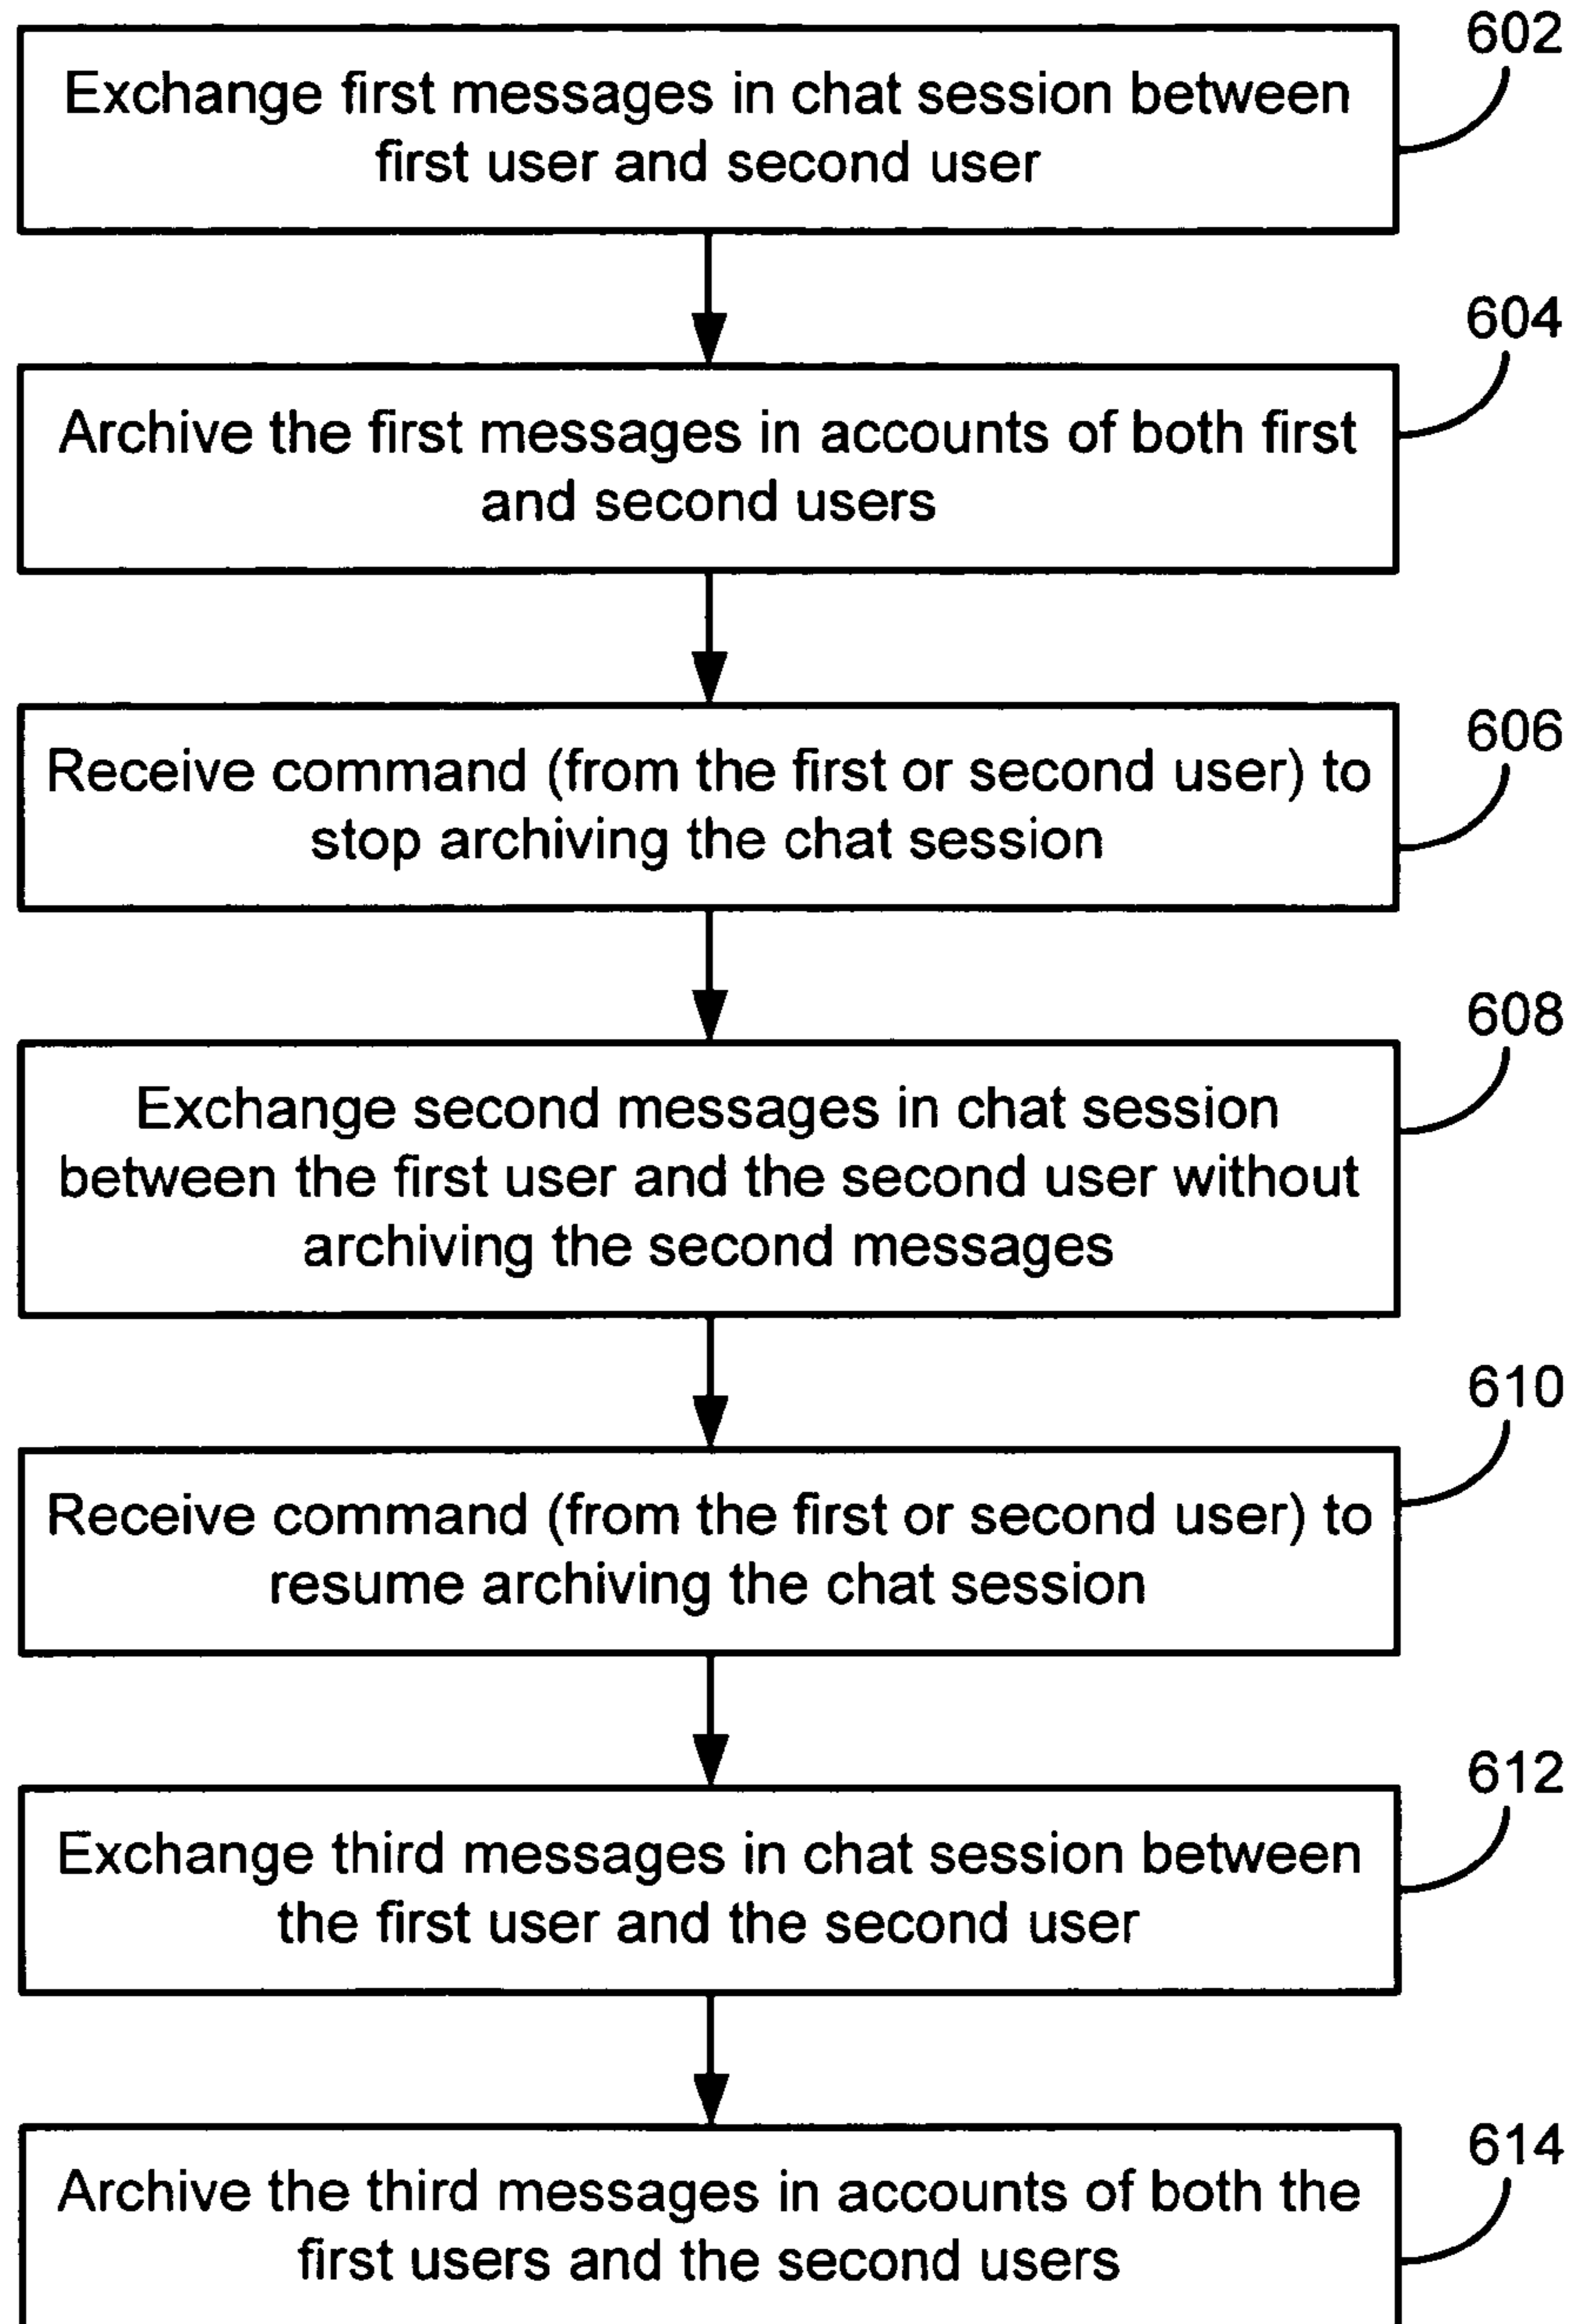 602
Exchange first messages in chat session between
first user and second user
604
Archive the first messages in accounts of both first
and second users
606
Receive command (from the first or second user) to
stop archiving the chat session
608
Exchange second messages in chat session
between the first user and the second user without
archiving the second messages
610
Receive command (from the first or second user) to
resume archiving the chat session
612
Exchange third messages in chat session between
the first user and the second user
614
Archive the third messages in accounts of both the
first users and the second users